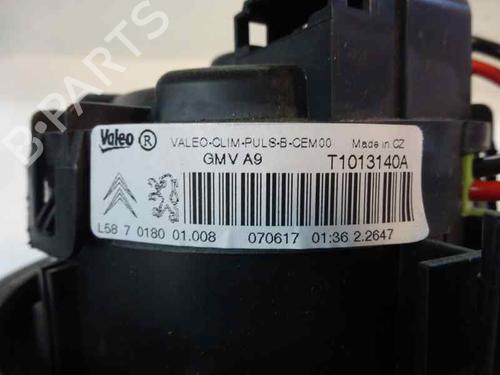 B-PARTS
Valeo ® VALEO-CLIM-PULS-B-CEM00 Made in CZ
GMV A9 T1013140A
L58 7 0180 01.008 070617 01:36 2.2647